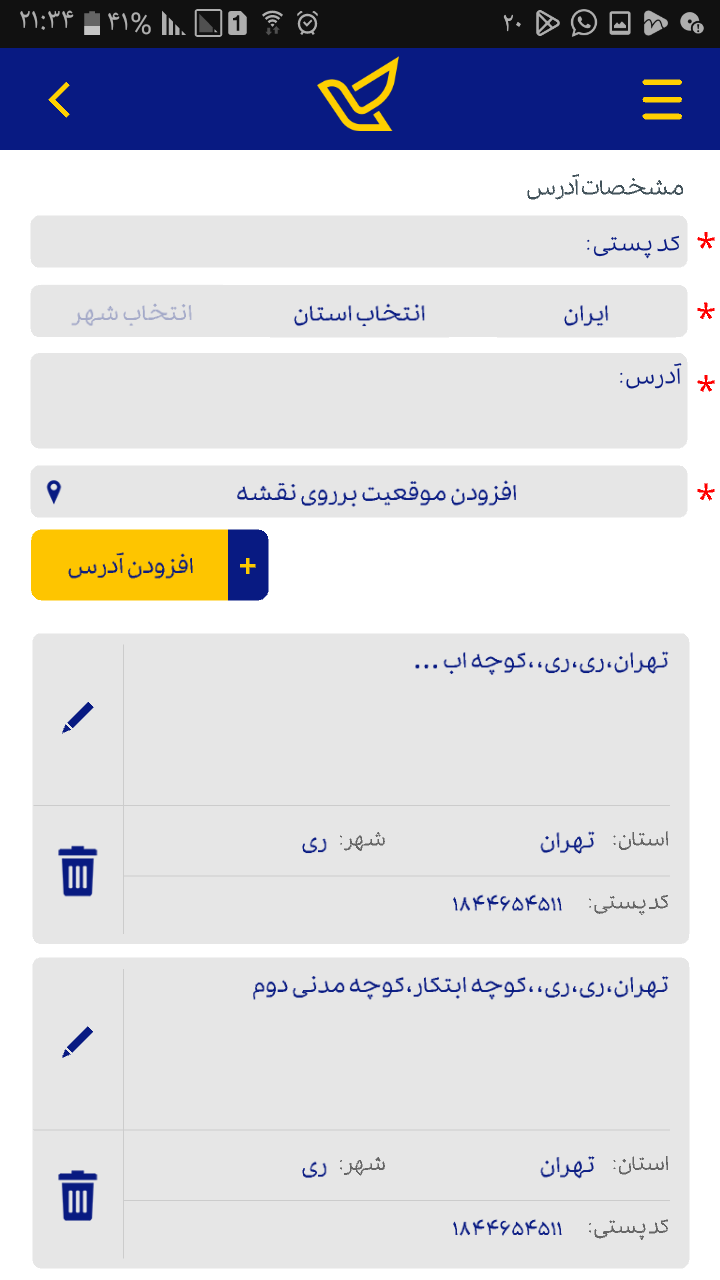 ۲۱:۳۴ ۴۱% 1 ۲۰
مشخصات آدرس
کد پستی: *
ایران انتخاب استان انتخاب شهر *
آدرس: *
افزودن موقعیت برروی نقشه *
+ افزودن آدرس
تهران،ری،ری،،کوچه اب ...
استان: تهران شهر: ری
کدپستی: ۱۸۴۴۶۵۴۵۱۱
تهران،ری،ری،،کوچه ابتکار،کوچه مدنی دوم
استان: تهران شهر: ری
کدپستی: ۱۸۴۴۶۵۴۵۱۱